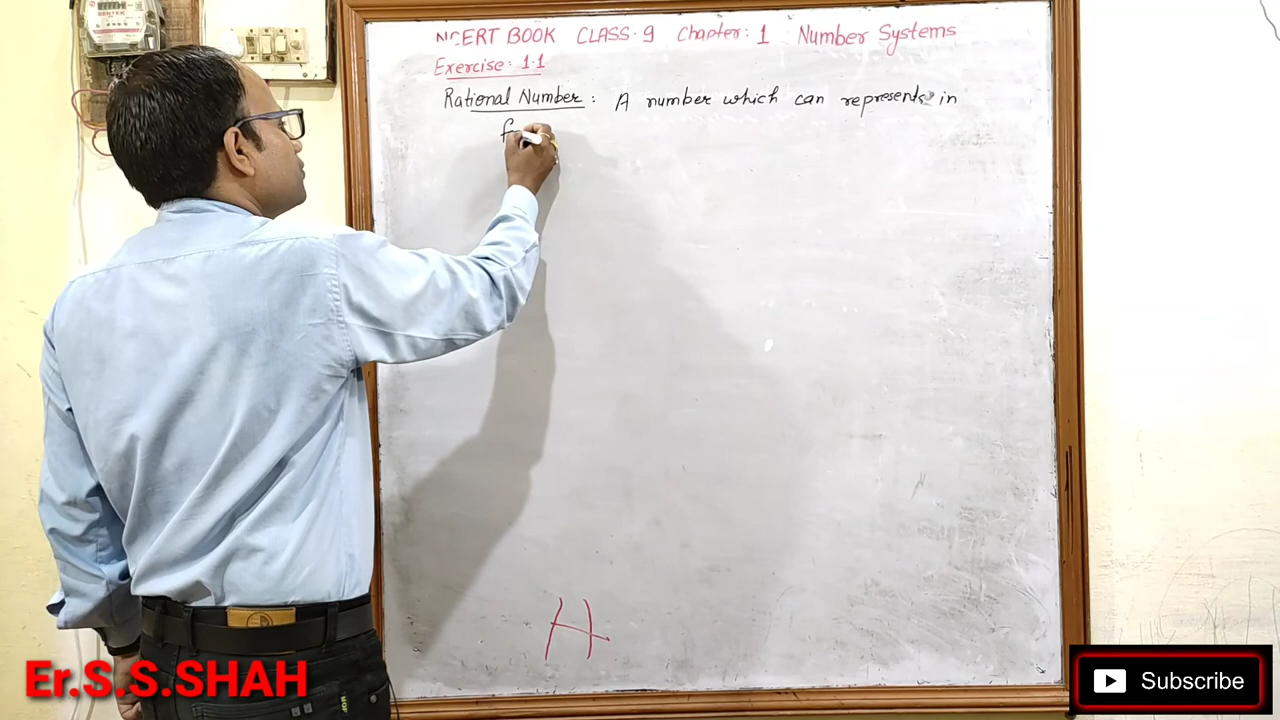 NCERT BOOK CLASS·9 Chapter: 1 Number Systems
Exercise: 1·1
Rational Number: A number which can represents in
f
H
Er.S.S.SHAH
Subscribe